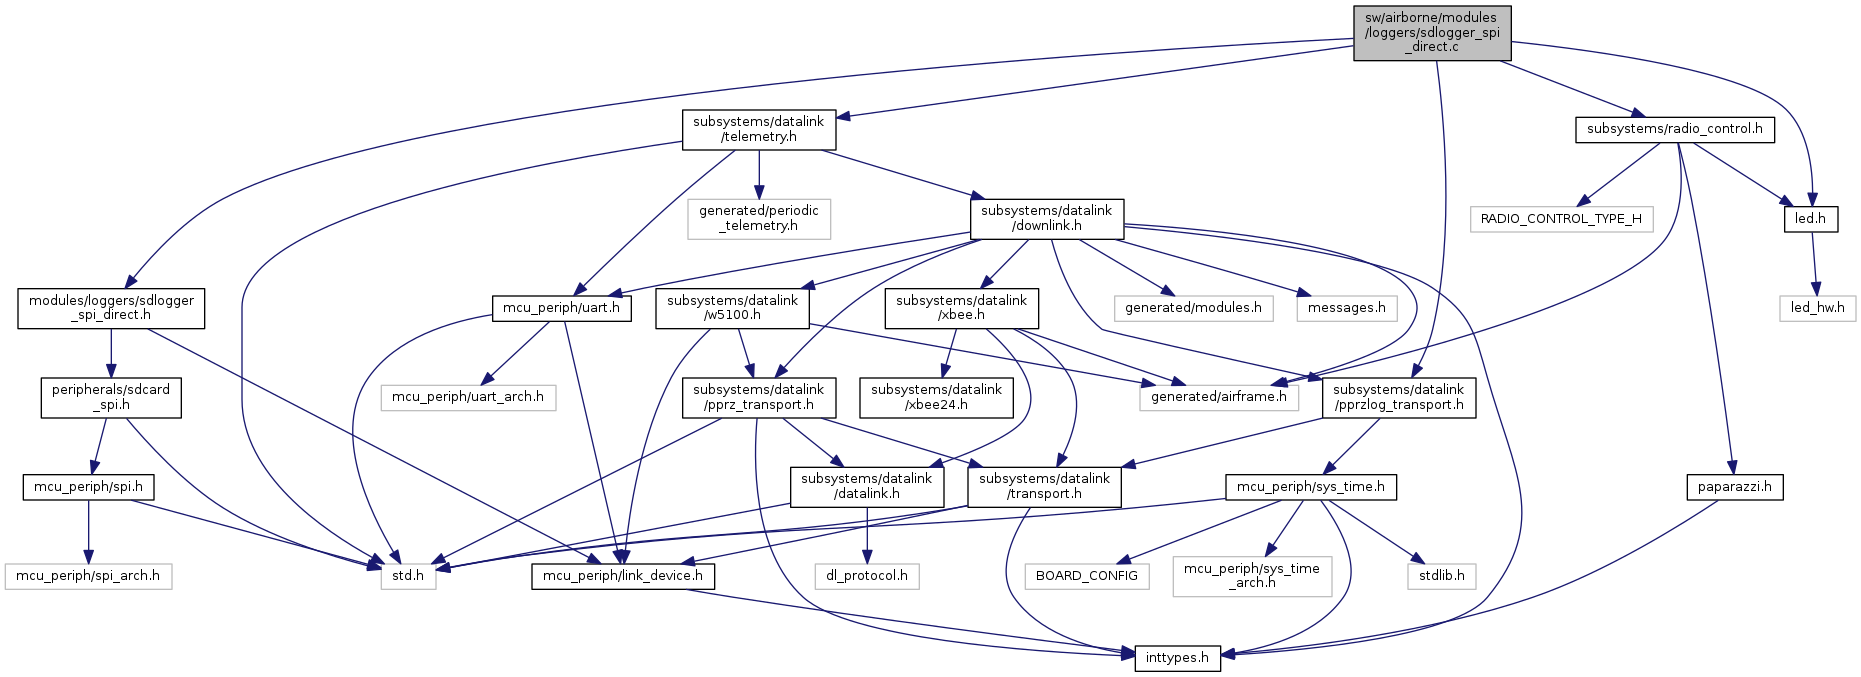 sw/airborne/modules
/loggers/sdlogger_spi
_direct.c
subsystems/datalink
/telemetry.h
subsystems/radio_control.h
generated/periodic
_telemetry.h
subsystems/datalink
/downlink.h
RADIO_CONTROL_TYPE_H
led.h
modules/loggers/sdlogger
_spi_direct.h
mcu_periph/uart.h
subsystems/datalink
/w5100.h
subsystems/datalink
/xbee.h
generated/modules.h
messages.h
led_hw.h
peripherals/sdcard
_spi.h
mcu_periph/uart_arch.h
subsystems/datalink
/pprz_transport.h
subsystems/datalink
/xbee24.h
generated/airframe.h
subsystems/datalink
/pprzlog_transport.h
mcu_periph/spi.h
subsystems/datalink
/datalink.h
subsystems/datalink
/transport.h
mcu_periph/sys_time.h
paparazzi.h
mcu_periph/spi_arch.h
std.h
mcu_periph/link_device.h
dl_protocol.h
BOARD_CONFIG
mcu_periph/sys_time
_arch.h
stdlib.h
inttypes.h